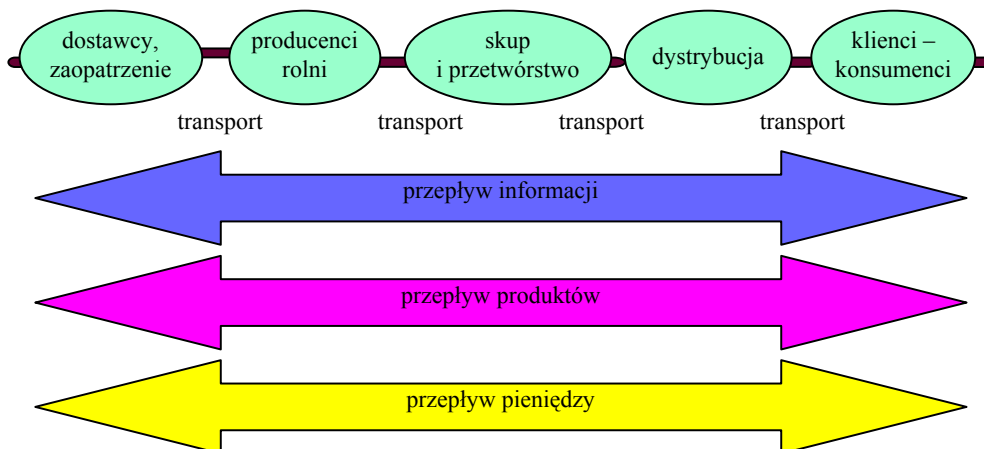 dostawcy,
zaopatrzenie
producenci
rolni
skup
i przetwórstwo
dystrybucja
klienci –
konsumenci
transport
transport
transport
transport
przepływ informacji
przepływ produktów
przepływ pieniędzy